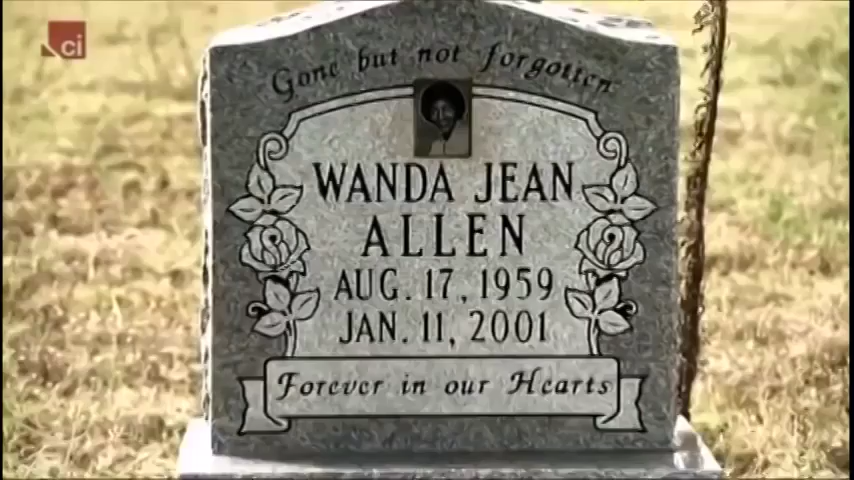 ci
Gone but not forgotten
WANDA JEAN
ALLEN
AUG. 17, 1959
JAN. 11, 2001
Forever in our Hearts